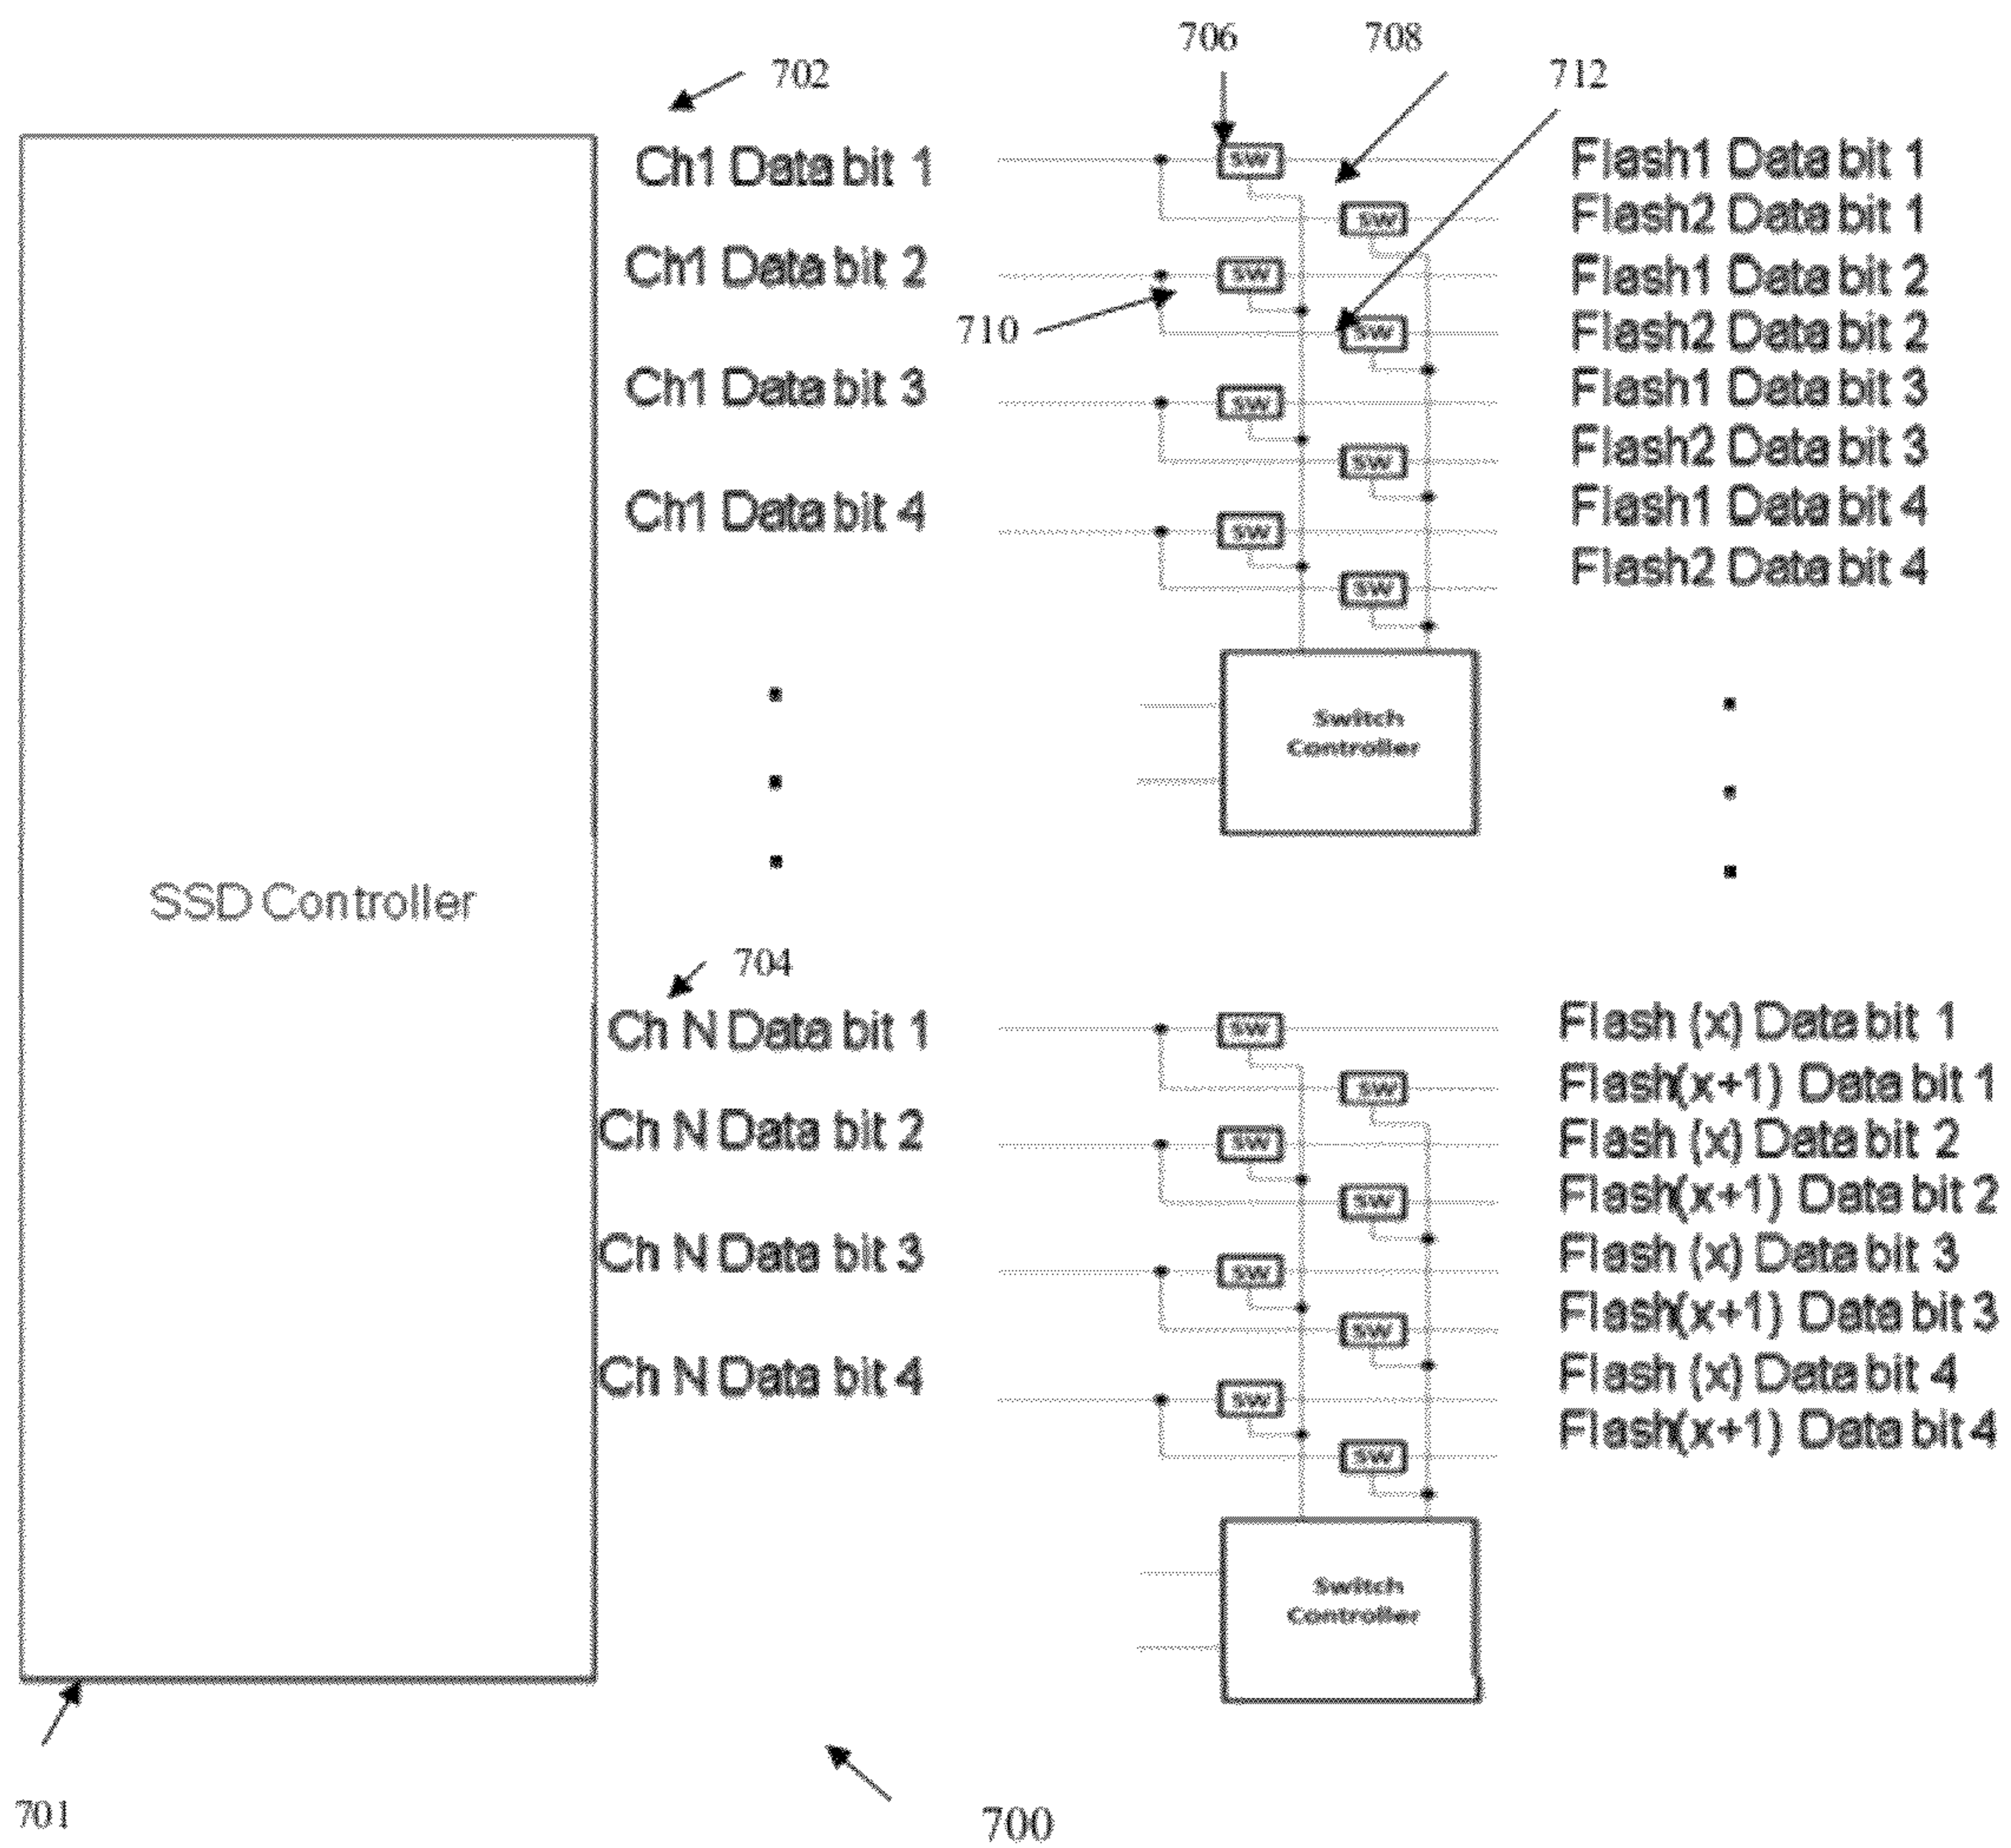 706
708
702
712
Ch1 Data bit 1
SW
Flash1 Data bit 1
SW
Flash2 Data bit 1
Ch1 Data bit 2
SW
Flash1 Data bit 2
710
SW
Flash2 Data bit 2
Ch1 Data bit 3
SW
Flash1 Data bit 3
SW
Flash2 Data bit 3
Ch1 Data bit 4
SW
Flash1 Data bit 4
SW
Flash2 Data bit 4
Switch
Controller
SSD Controller
704
Ch N Data bit 1
SW
Flash (x) Data bit 1
SW
Flash(x+1) Data bit 1
Ch N Data bit 2
SW
Flash (x) Data bit 2
SW
Flash(x+1) Data bit 2
Ch N Data bit 3
SW
Flash (x) Data bit 3
SW
Flash(x+1) Data bit 3
Ch N Data bit 4
SW
Flash (x) Data bit 4
SW
Flash(x+1) Data bit 4
Switch
Controller
701
700